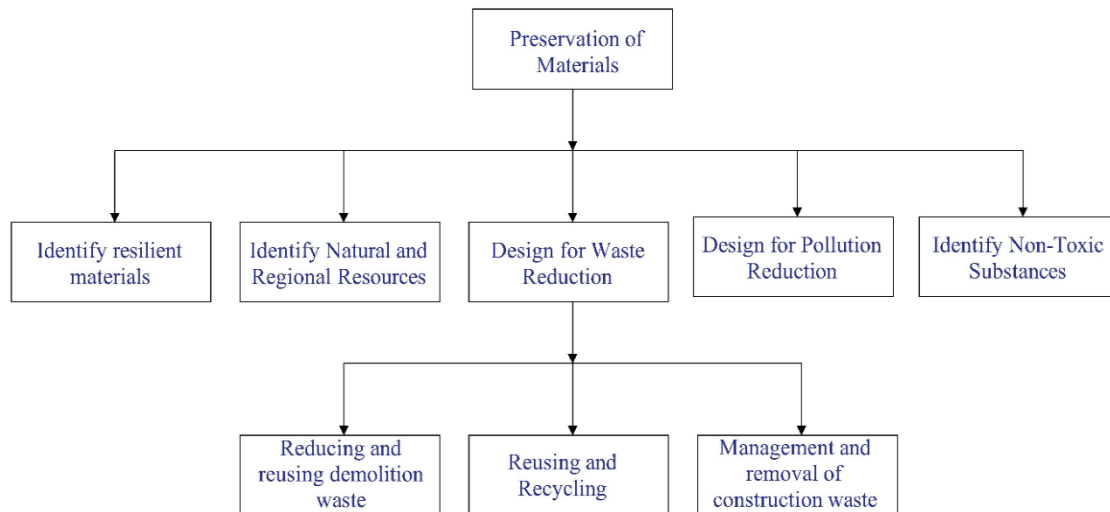 Preservation of
Materials
Identify resilient
materials
Identify Natural and
Regional Resources
Design for Waste
Reduction
Design for Pollution
Reduction
Identify Non-Toxic
Substances
Reducing and
reusing demolition
waste
Reusing and
Recycling
Management and
removal of
construction waste